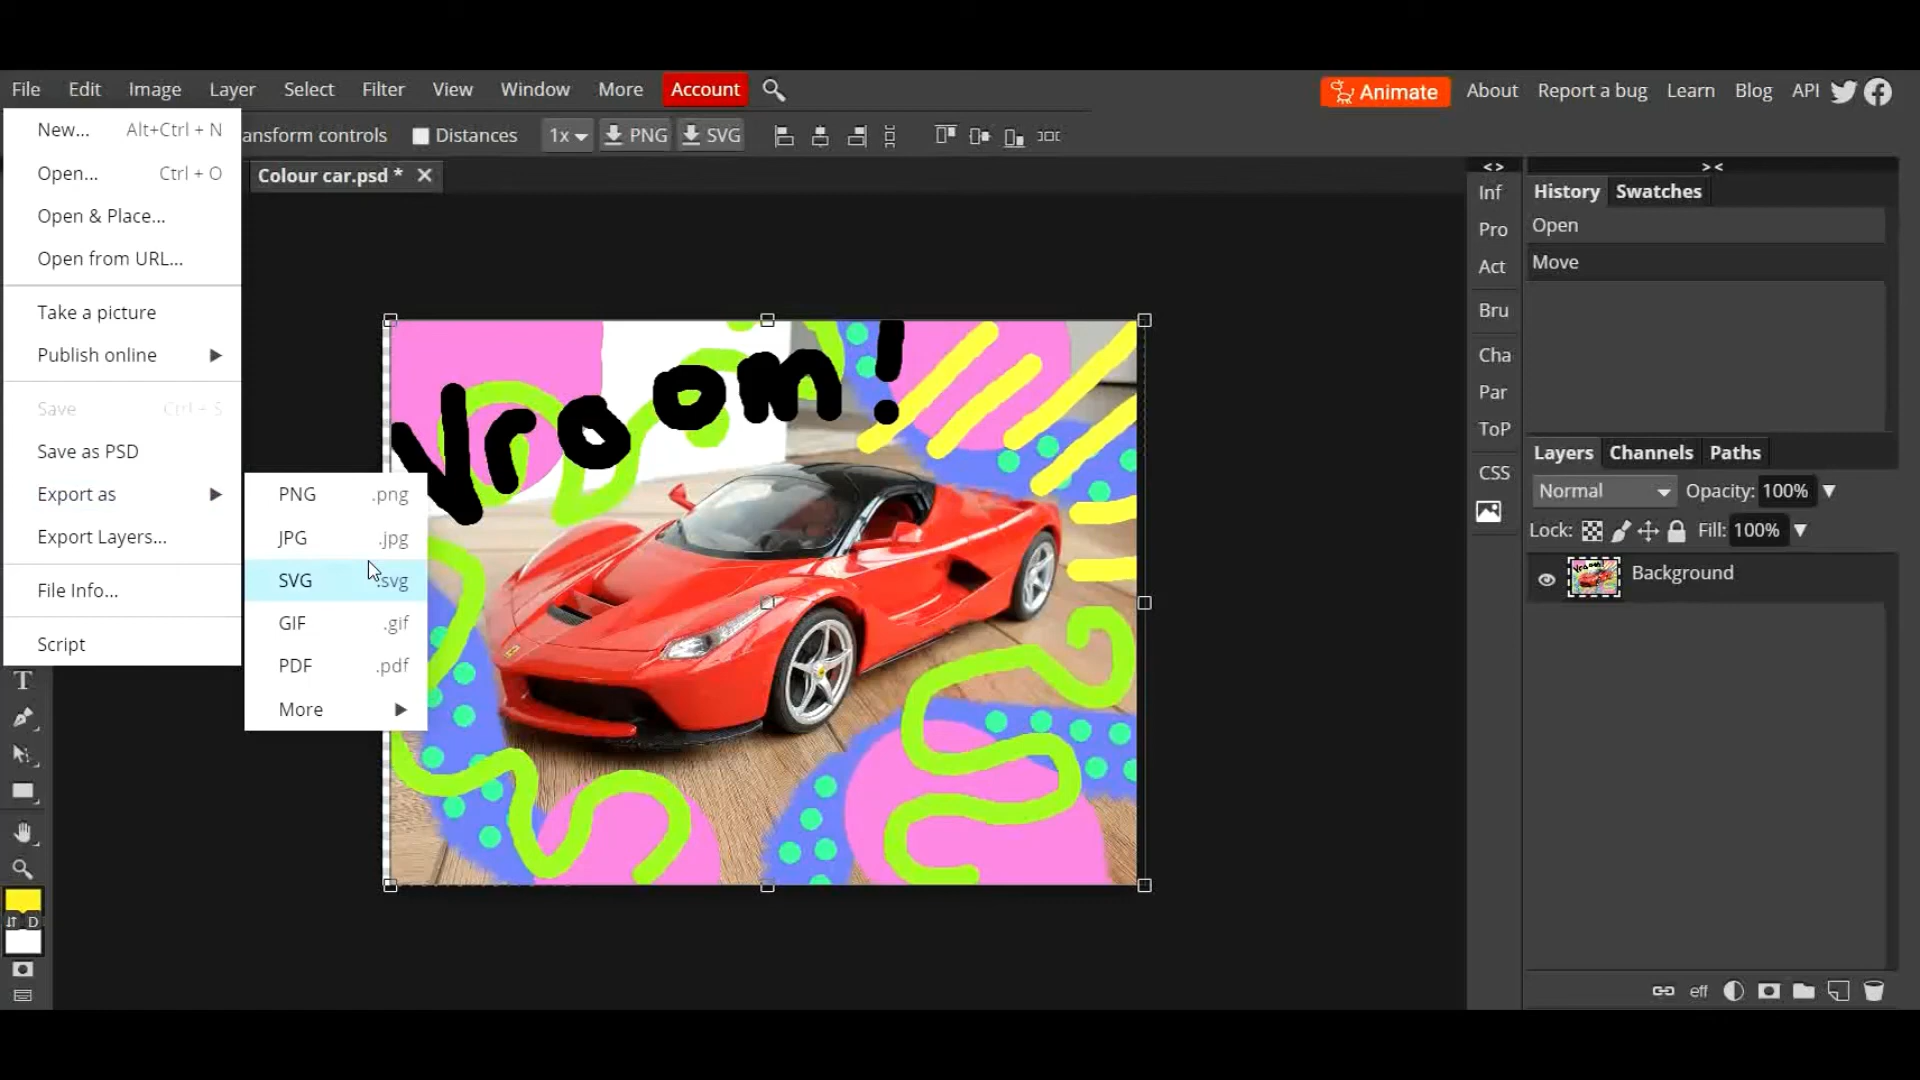 File Edit Image Layer Select Filter View Window More Account
Animate About Report a bug Learn Blog API
ansform controls Distances 1x PNG SVG
New... Alt+Ctrl + N
Open... Ctrl + O
Open & Place...
Open from URL...
Take a picture
Publish online
Save Ctrl + S
Save as PSD
Export as
Export Layers...
File Info...
Script
PNG .png
JPG .jpg
SVG .svg
GIF .gif
PDF .pdf
More
Colour car.psd *
Vroom!
T
D
< >
Inf
Pro
Act
Bru
Cha
Par
ToP
CSS
> <
History Swatches
Open
Move
Layers Channels Paths
Normal Opacity: 100%
Lock: Fill: 100%
Background
eff